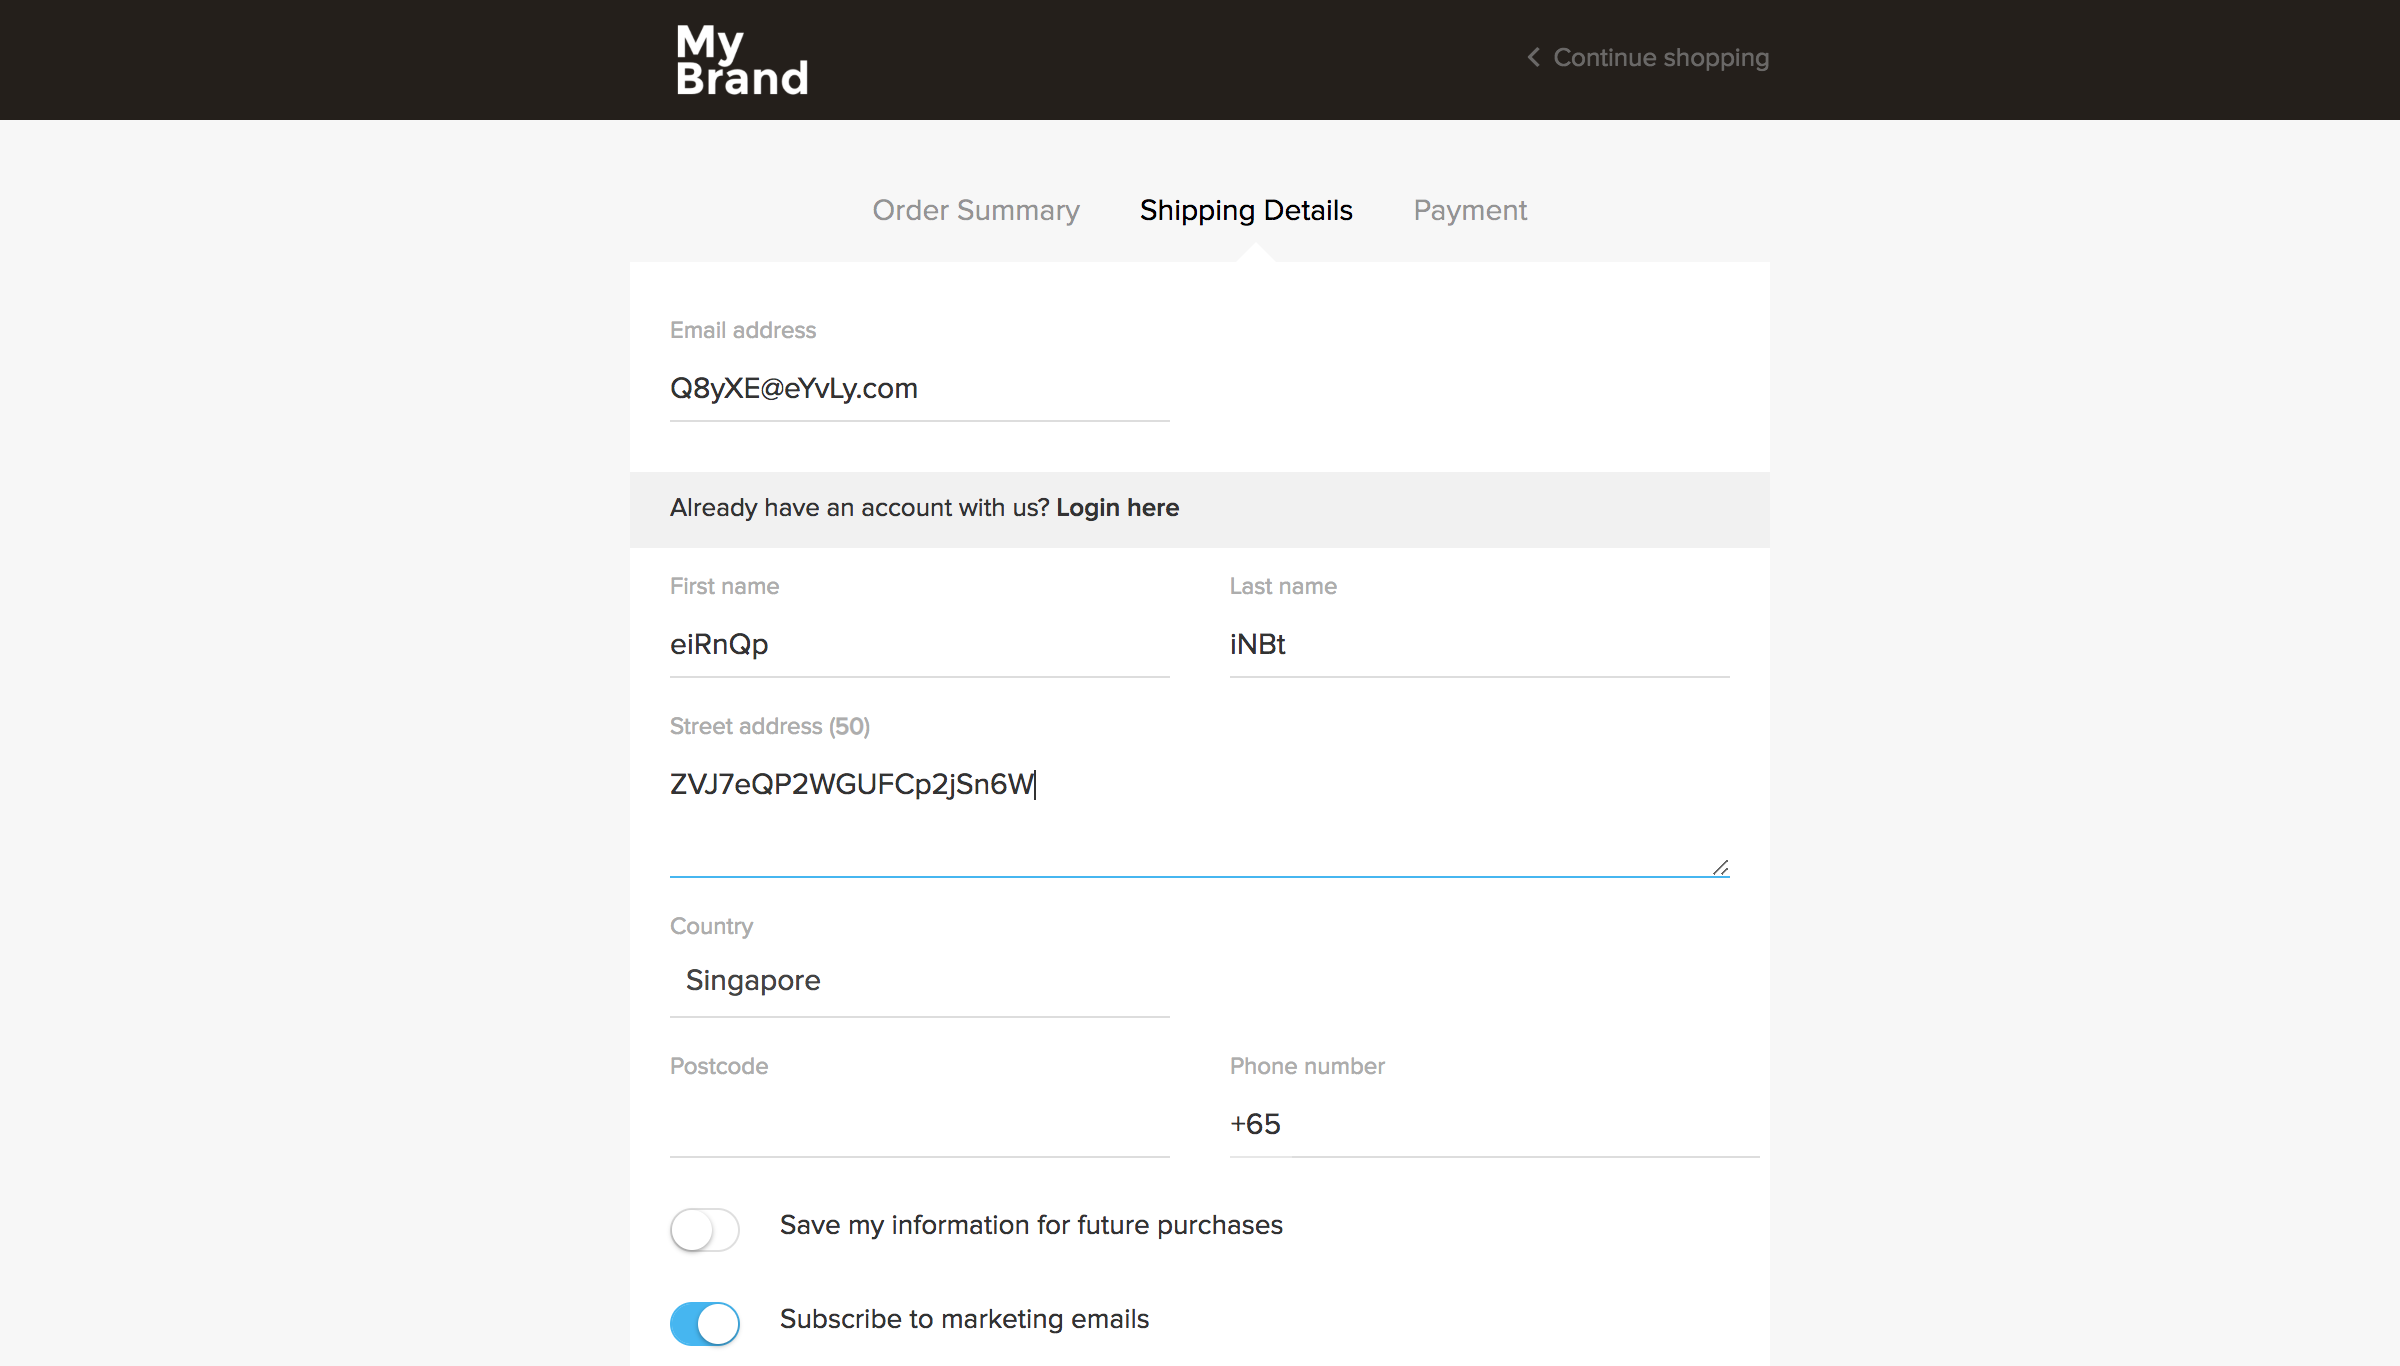 My
Brand
Continue shopping
Order Summary
Shipping Details
Payment
Email address
Q8yXE@eYvLy.com
Already have an account with us? Login here
First name
Last name
eiRnQp
iNBt
Street address (50)
ZVJ7eQP2WGUFCp2jSn6W
Country
Singapore
Postcode
Phone number
+65
Save my information for future purchases
Subscribe to marketing emails